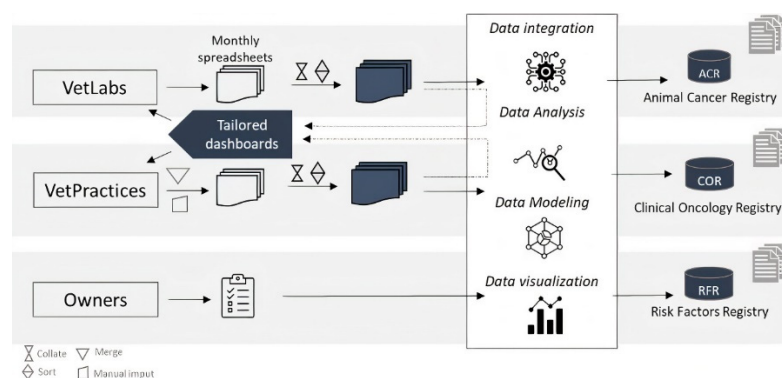 Data integration
Monthly
spreadsheets
VetLabs
ACR
Animal Cancer Registry
Data Analysis
Tailored
dashboards
VetPractices
COR
Clinical Oncology Registry
Data Modeling
Data visualization
Owners
RFR
Risk Factors Registry
Collate Merge
Sort Manual imput